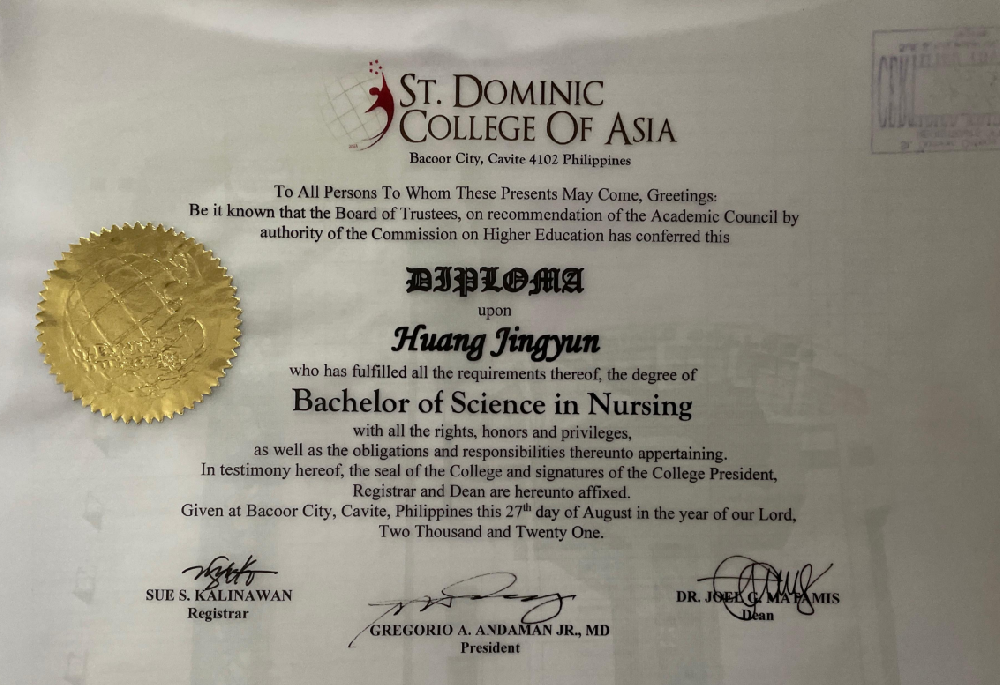 ST. DOMINIC
COLLEGE OF ASIA
Bacoor City, Cavite 4102 Philippines
To All Persons To Whom These Presents May Come, Greetings:
Be it known that the Board of Trustees, on recommendation of the Academic Council by
authority of the Commission on Higher Education has conferred this
DIPLOMA
upon
Huang Jingyun
who has fulfilled all the requirements thereof, the degree of
Bachelor of Science in Nursing
with all the rights, honors and privileges,
as well as the obligations and responsibilities thereunto appertaining.
In testimony hereof, the seal of the College and signatures of the College President,
Registrar and Dean are hereunto affixed.
Given at Bacoor City, Cavite, Philippines this 27th day of August in the year of our Lord,
Two Thousand and Twenty One.
SUE S. KALINAWAN
Registrar
GREGORIO A. ANDAMAN JR., MD
President
DR. JOEL G. MATAMIS
Dean